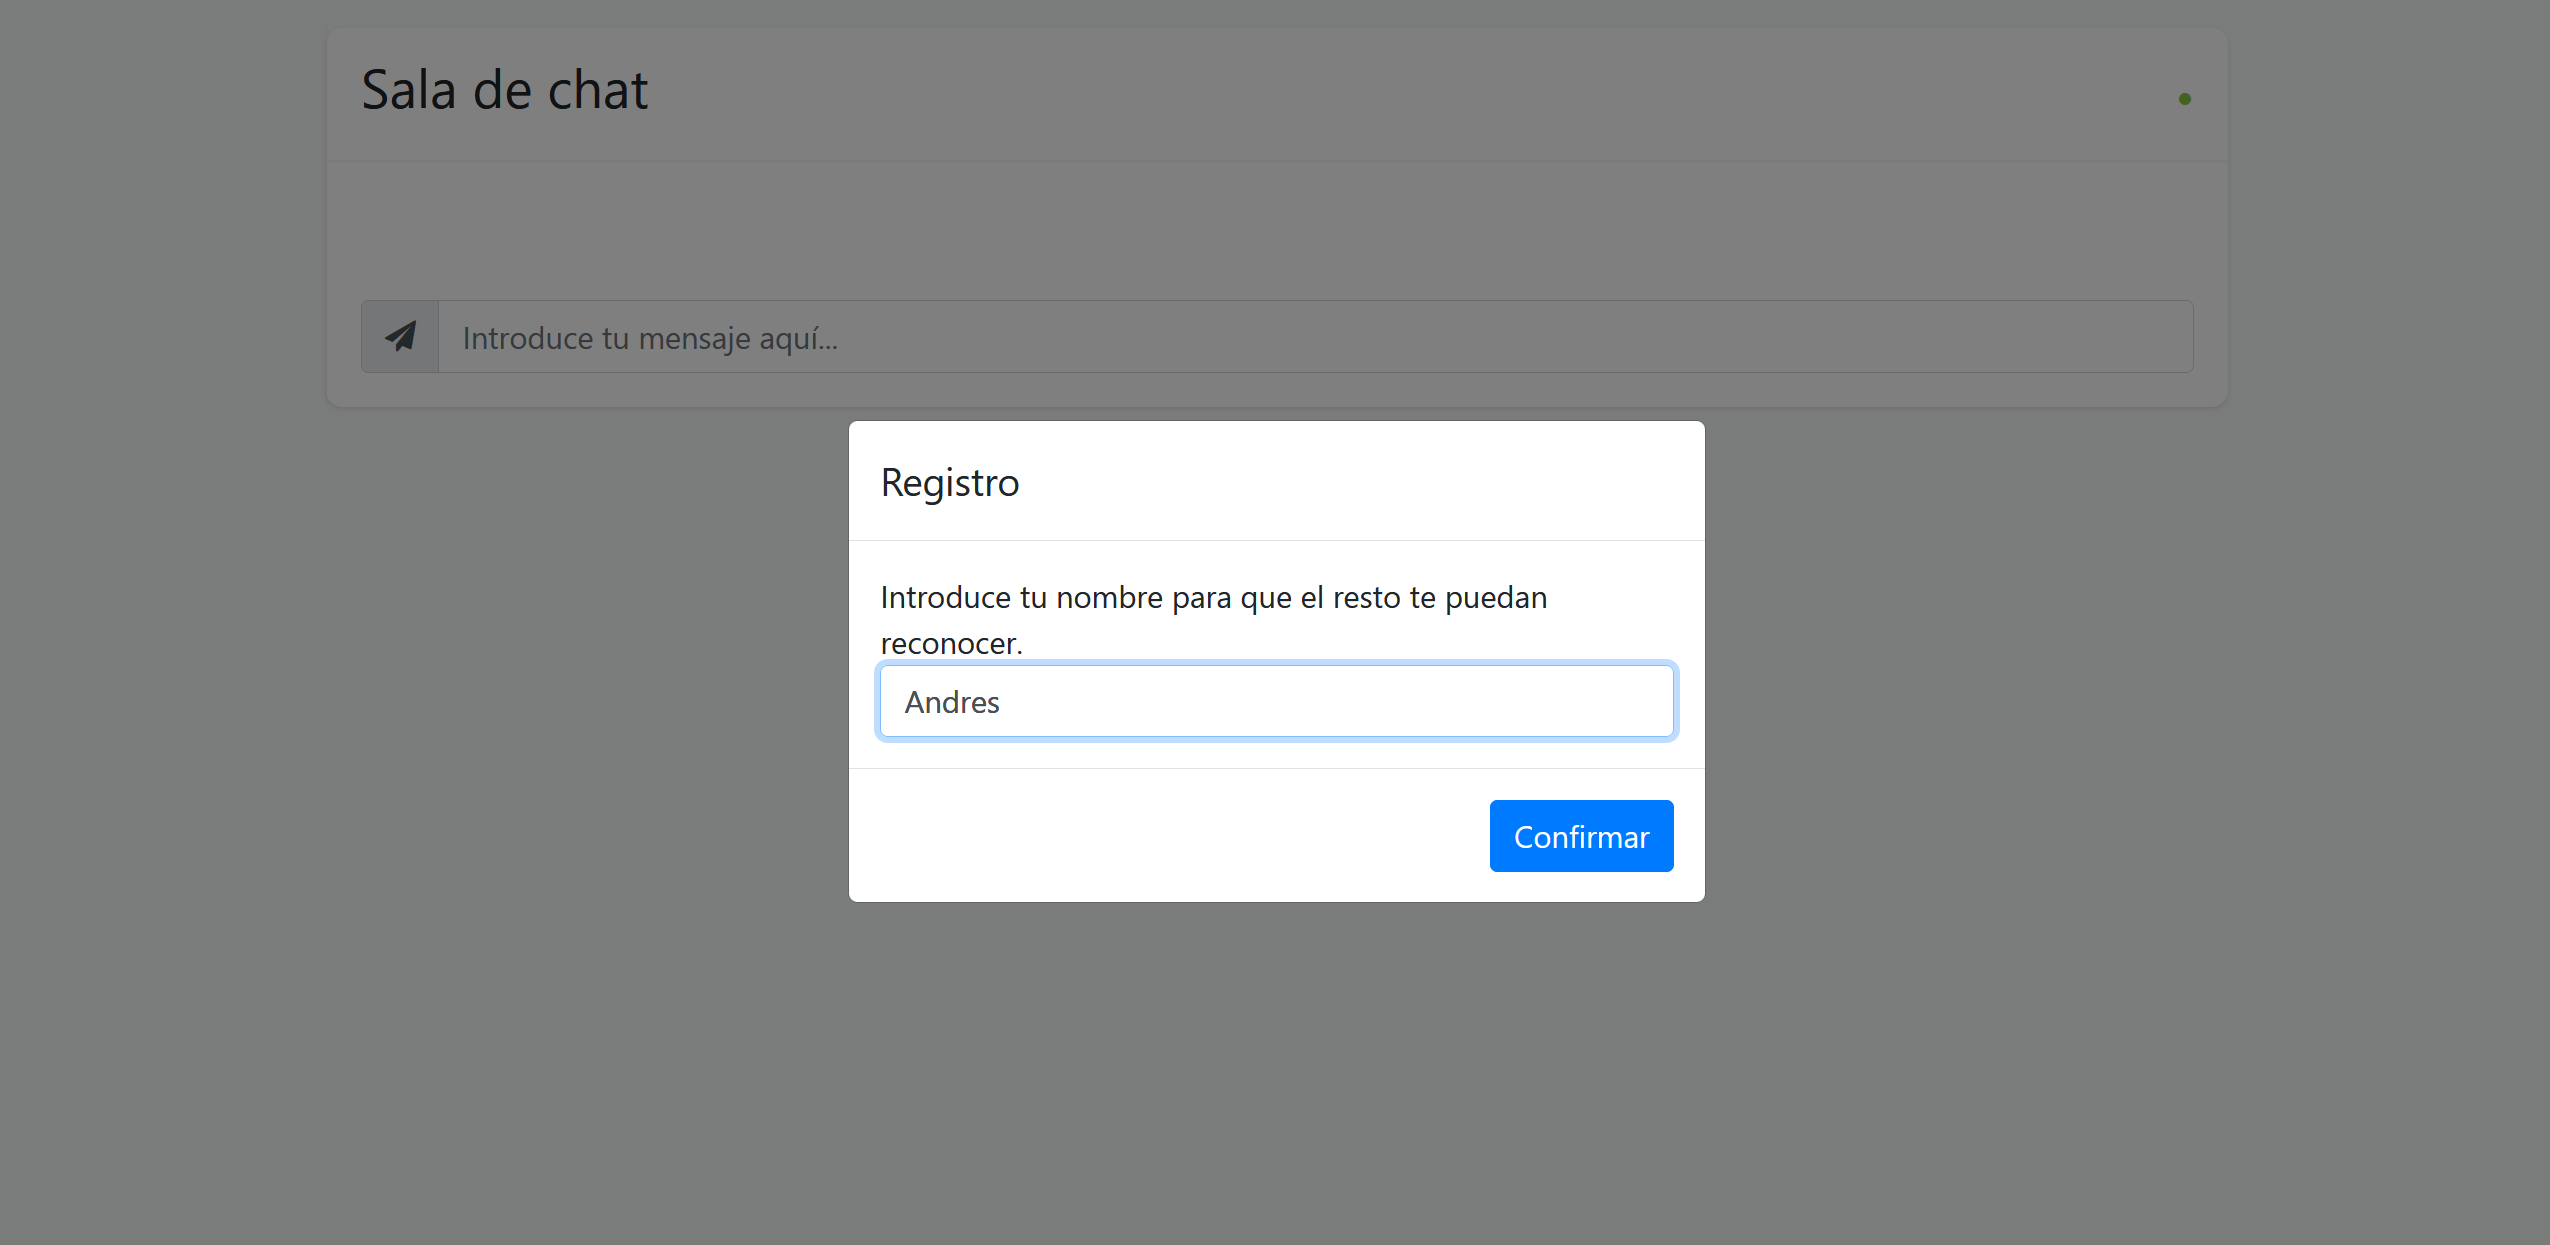 Sala de chat
Introduce tu mensaje aquí...
Registro
Introduce tu nombre para que el resto te puedan
reconocer.
Andres
Confirmar